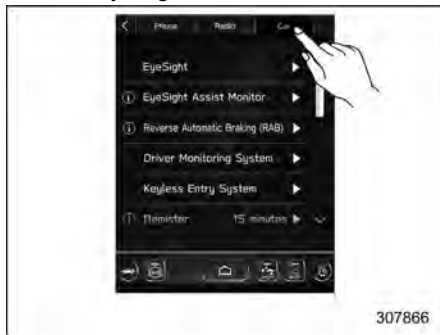 Phone Radio Car
EyeSight
EyeSight Assist Monitor
Reverse Automatic Braking (RAB)
Driver Monitoring System
Keyless Entry System
15 minutes
307866